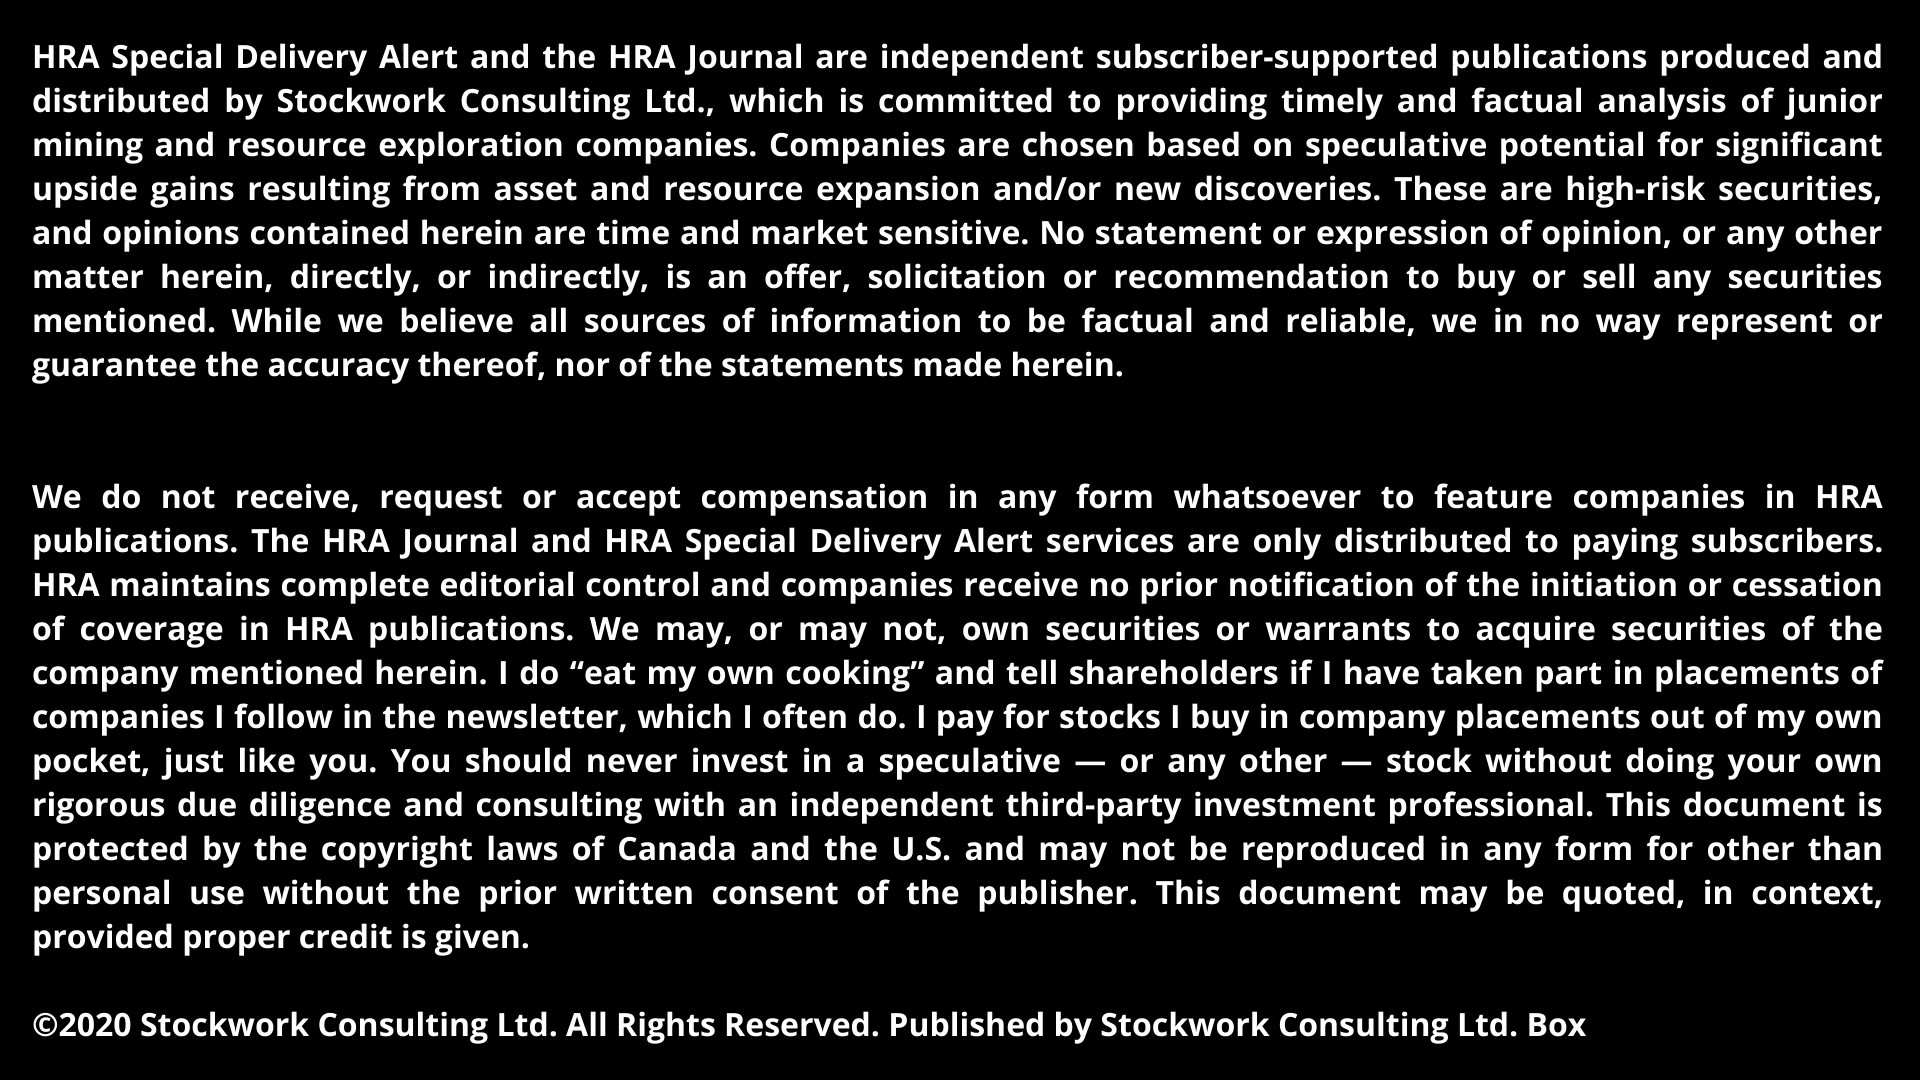 HRA Special Delivery Alert and the HRA Journal are independent subscriber-supported publications produced and
distributed by Stockwork Consulting Ltd., which is committed to providing timely and factual analysis of junior
mining and resource exploration companies. Companies are chosen based on speculative potential for significant
upside gains resulting from asset and resource expansion and/or new discoveries. These are high-risk securities,
and opinions contained herein are time and market sensitive. No statement or expression of opinion, or any other
matter herein, directly, or indirectly, is an offer, solicitation or recommendation to buy or sell any securities
mentioned. While we believe all sources of information to be factual and reliable, we in no way represent or
guarantee the accuracy thereof, nor of the statements made herein.
We do not receive, request or accept compensation in any form whatsoever to feature companies in HRA
publications. The HRA Journal and HRA Special Delivery Alert services are only distributed to paying subscribers.
HRA maintains complete editorial control and companies receive no prior notification of the initiation or cessation
of coverage in HRA publications. We may, or may not, own securities or warrants to acquire securities of the
company mentioned herein. I do “eat my own cooking” and tell shareholders if I have taken part in placements of
companies I follow in the newsletter, which I often do. I pay for stocks I buy in company placements out of my own
pocket, just like you. You should never invest in a speculative — or any other — stock without doing your own
rigorous due diligence and consulting with an independent third-party investment professional. This document is
protected by the copyright laws of Canada and the U.S. and may not be reproduced in any form for other than
personal use without the prior written consent of the publisher. This document may be quoted, in context,
provided proper credit is given.
©2020 Stockwork Consulting Ltd. All Rights Reserved. Published by Stockwork Consulting Ltd. Box